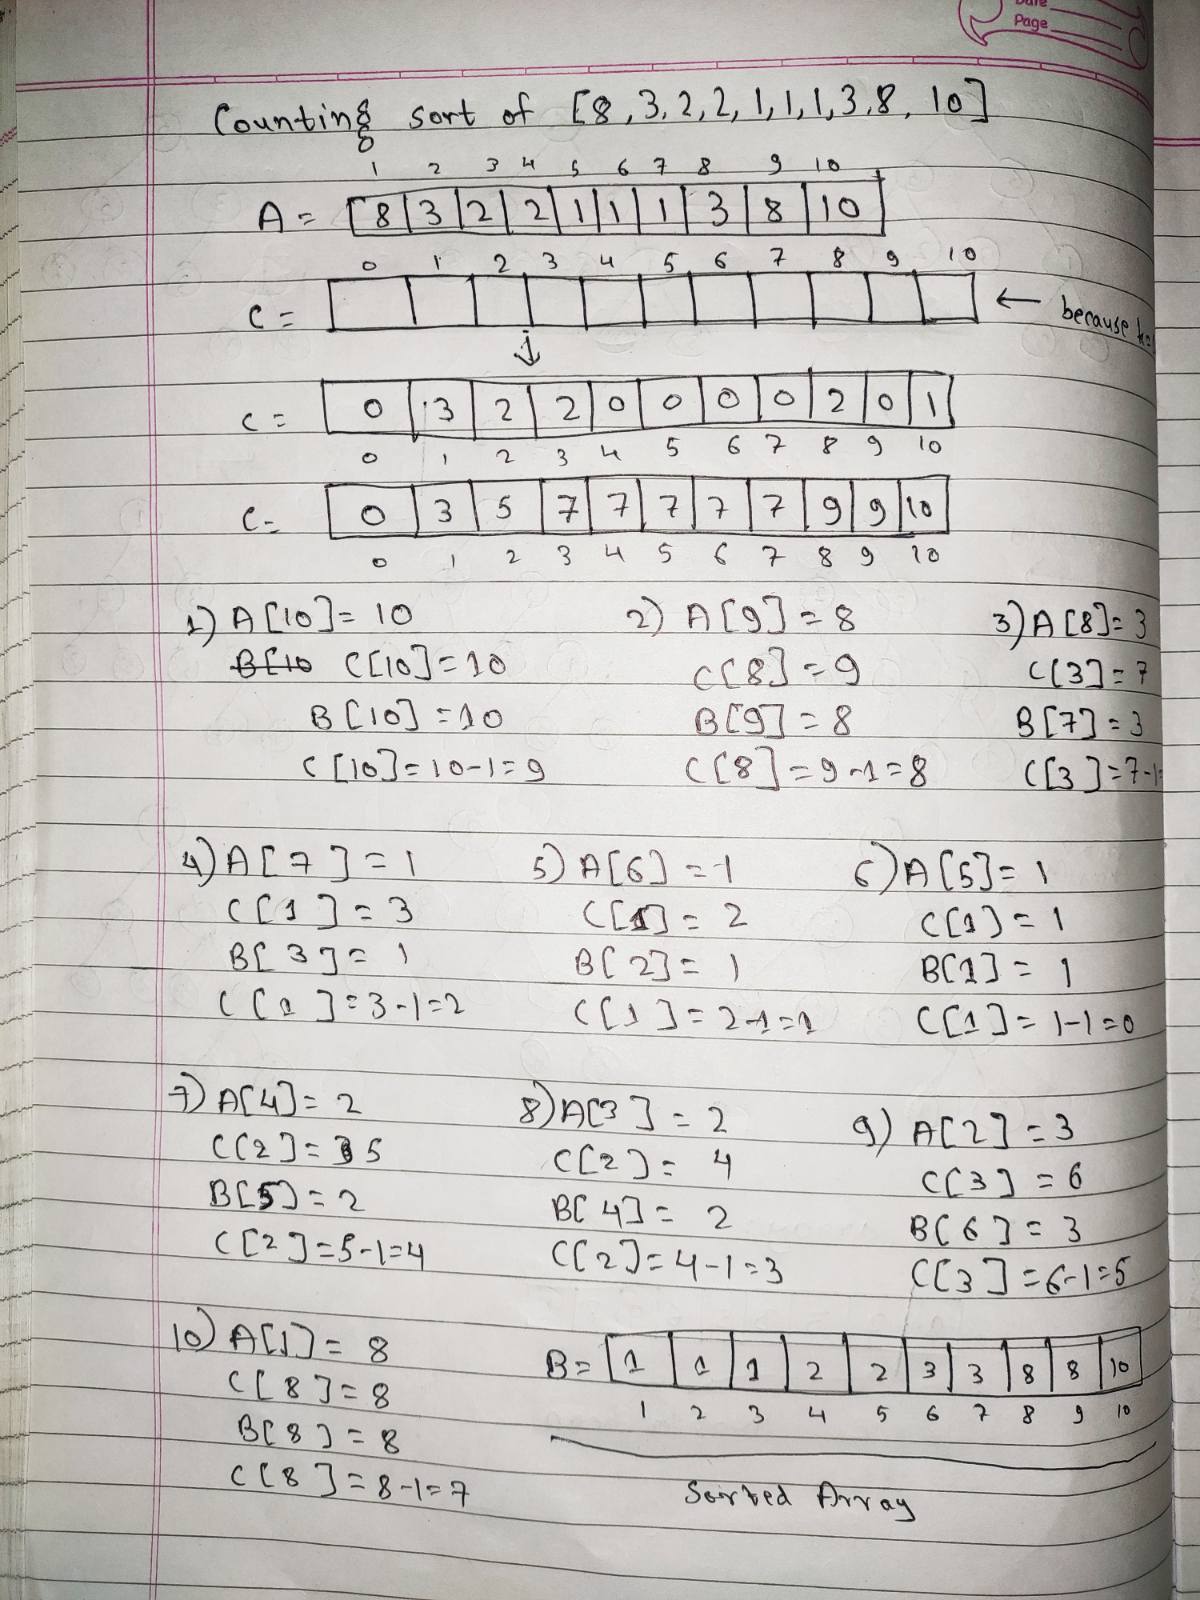 Date
Page
Counting sort of [8, 3, 2, 2, 1, 1, 1, 3, 8, 10]
1 2 3 4 5 6 7 8 9 10
A = [8|3|2|2|1|1|1|3|8|10
0 1 2 3 4 5 6 7 8 9 10
C = ← because k=
↓
C = 0 3 2 2 0 0 0 0 2 0 1
0 1 2 3 4 5 6 7 8 9 10
C = 0 3 5 7 7 7 7 7 9 9 10
0 1 2 3 4 5 6 7 8 9 10
1) A[10] = 10 2) A[9] = 8 3) A[8] = 3
B[10 C[10] = 10 C[8] = 9 C[3] = 7
B[10] = 10 B[9] = 8 B[7] = 3
C[10] = 10-1 = 9 C[8] = 9-1 = 8 C[3] = 7-1
4) A[7] = 1 5) A[6] = 1 6) A[5] = 1
C[1] = 3 C[1] = 2 C[1] = 1
B[3] = 1 B[2] = 1 B[1] = 1
C[1] = 3-1 = 2 C[1] = 2-1 = 1 C[1] = 1-1 = 0
7) A[4] = 2 8) A[3] = 2 9) A[2] = 3
C[2] = 5 C[2] = 4 C[3] = 6
B[5] = 2 B[4] = 2 B[6] = 3
C[2] = 5-1 = 4 C[2] = 4-1 = 3 C[3] = 6-1 = 5
10) A[1] = 8 B = 1 1 1 2 2 3 3 8 8 10
C[8] = 8 1 2 3 4 5 6 7 8 9 10
B[8] = 8
C[8] = 8-1 = 7 Sorted Array